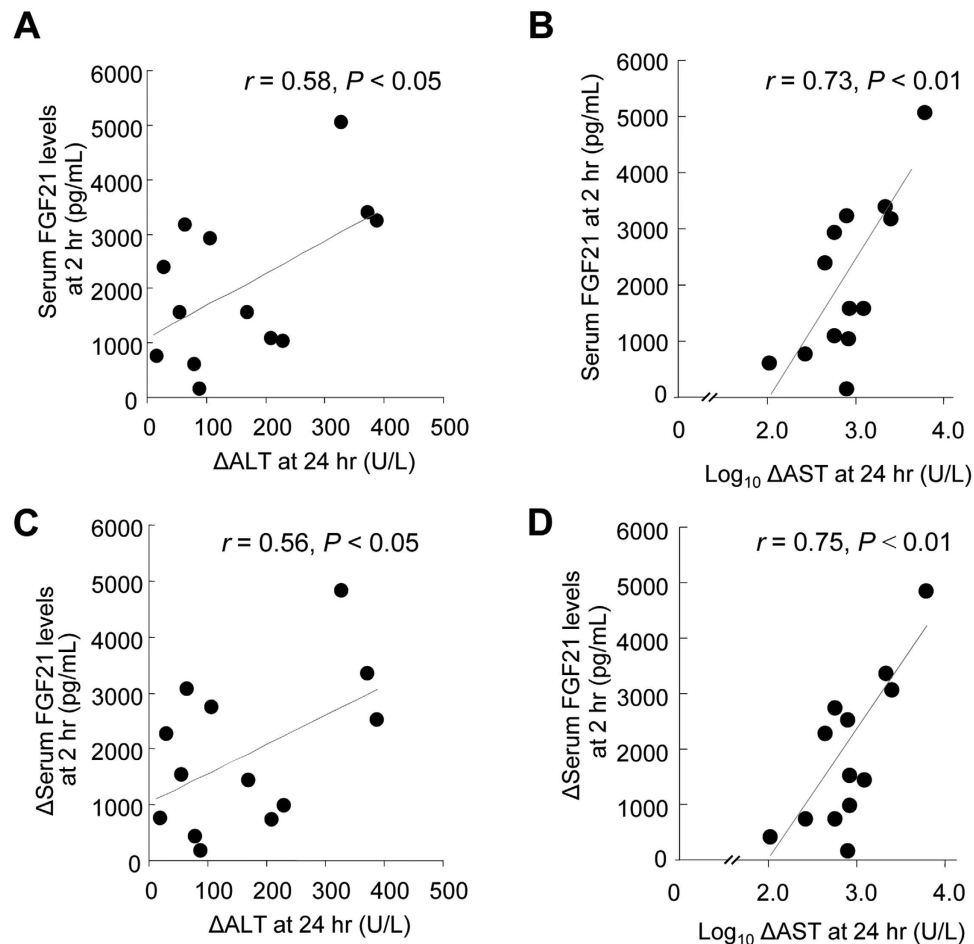 A
r = 0.58, P < 0.05
Serum FGF21 levels
at 2 hr (pg/mL)
6000
5000
4000
3000
2000
1000
0
0 100 200 300 400 500
ΔALT at 24 hr (U/L)
B
r = 0.73, P < 0.01
Serum FGF21 at 2 hr (pg/mL)
6000
5000
4000
3000
2000
1000
0
0 2.0 3.0 4.0
Log₁₀ ΔAST at 24 hr (U/L)
C
r = 0.56, P < 0.05
ΔSerum FGF21 levels
at 2 hr (pg/mL)
6000
5000
4000
3000
2000
1000
0
0 100 200 300 400 500
ΔALT at 24 hr (U/L)
D
r = 0.75, P < 0.01
ΔSerum FGF21 levels
at 2 hr (pg/mL)
6000
5000
4000
3000
2000
1000
0
0 2.0 3.0 4.0
Log₁₀ ΔAST at 24 hr (U/L)